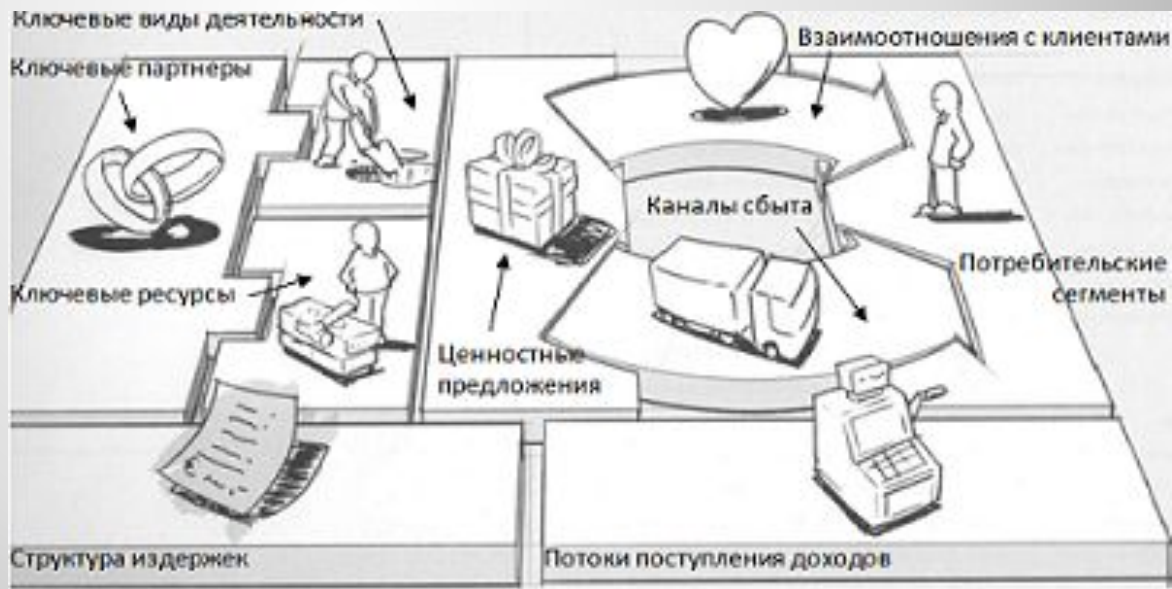 Ключевые виды деятельности
Взаимоотношения с клиентами
Ключевые партнеры
Каналы сбыта
Потребительские
сегменты
Ключевые ресурсы
Ценностные
предложения
Структура издержек
Потоки поступления доходов